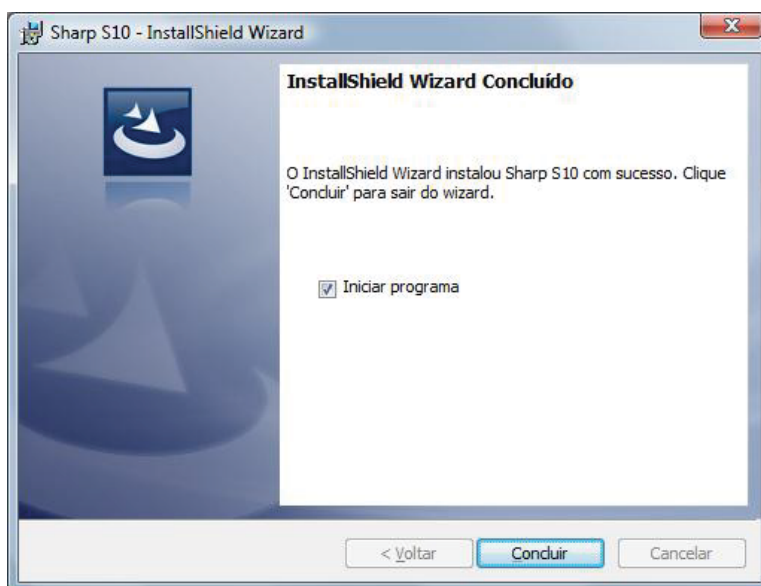 Sharp S10 - InstallShield Wizard
InstallShield Wizard Concluído
O InstallShield Wizard instalou Sharp S10 com sucesso. Clique
'Concluir' para sair do wizard.
Iniciar programa
< Voltar
Concluir
Cancelar